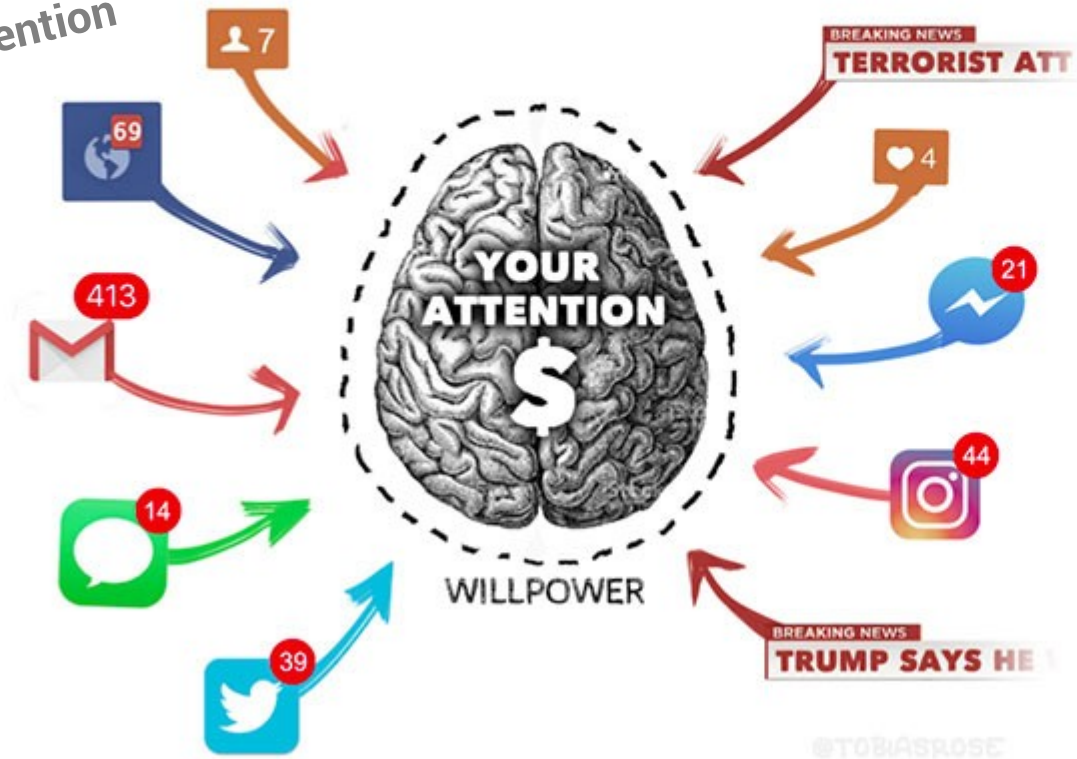 ention
7
BREAKING NEWS
TERRORIST ATT
69
4
413
21
YOUR
ATTENTION
$
44
14
WILLPOWER
39
BREAKING NEWS
TRUMP SAYS HE
@TOBIASROSE